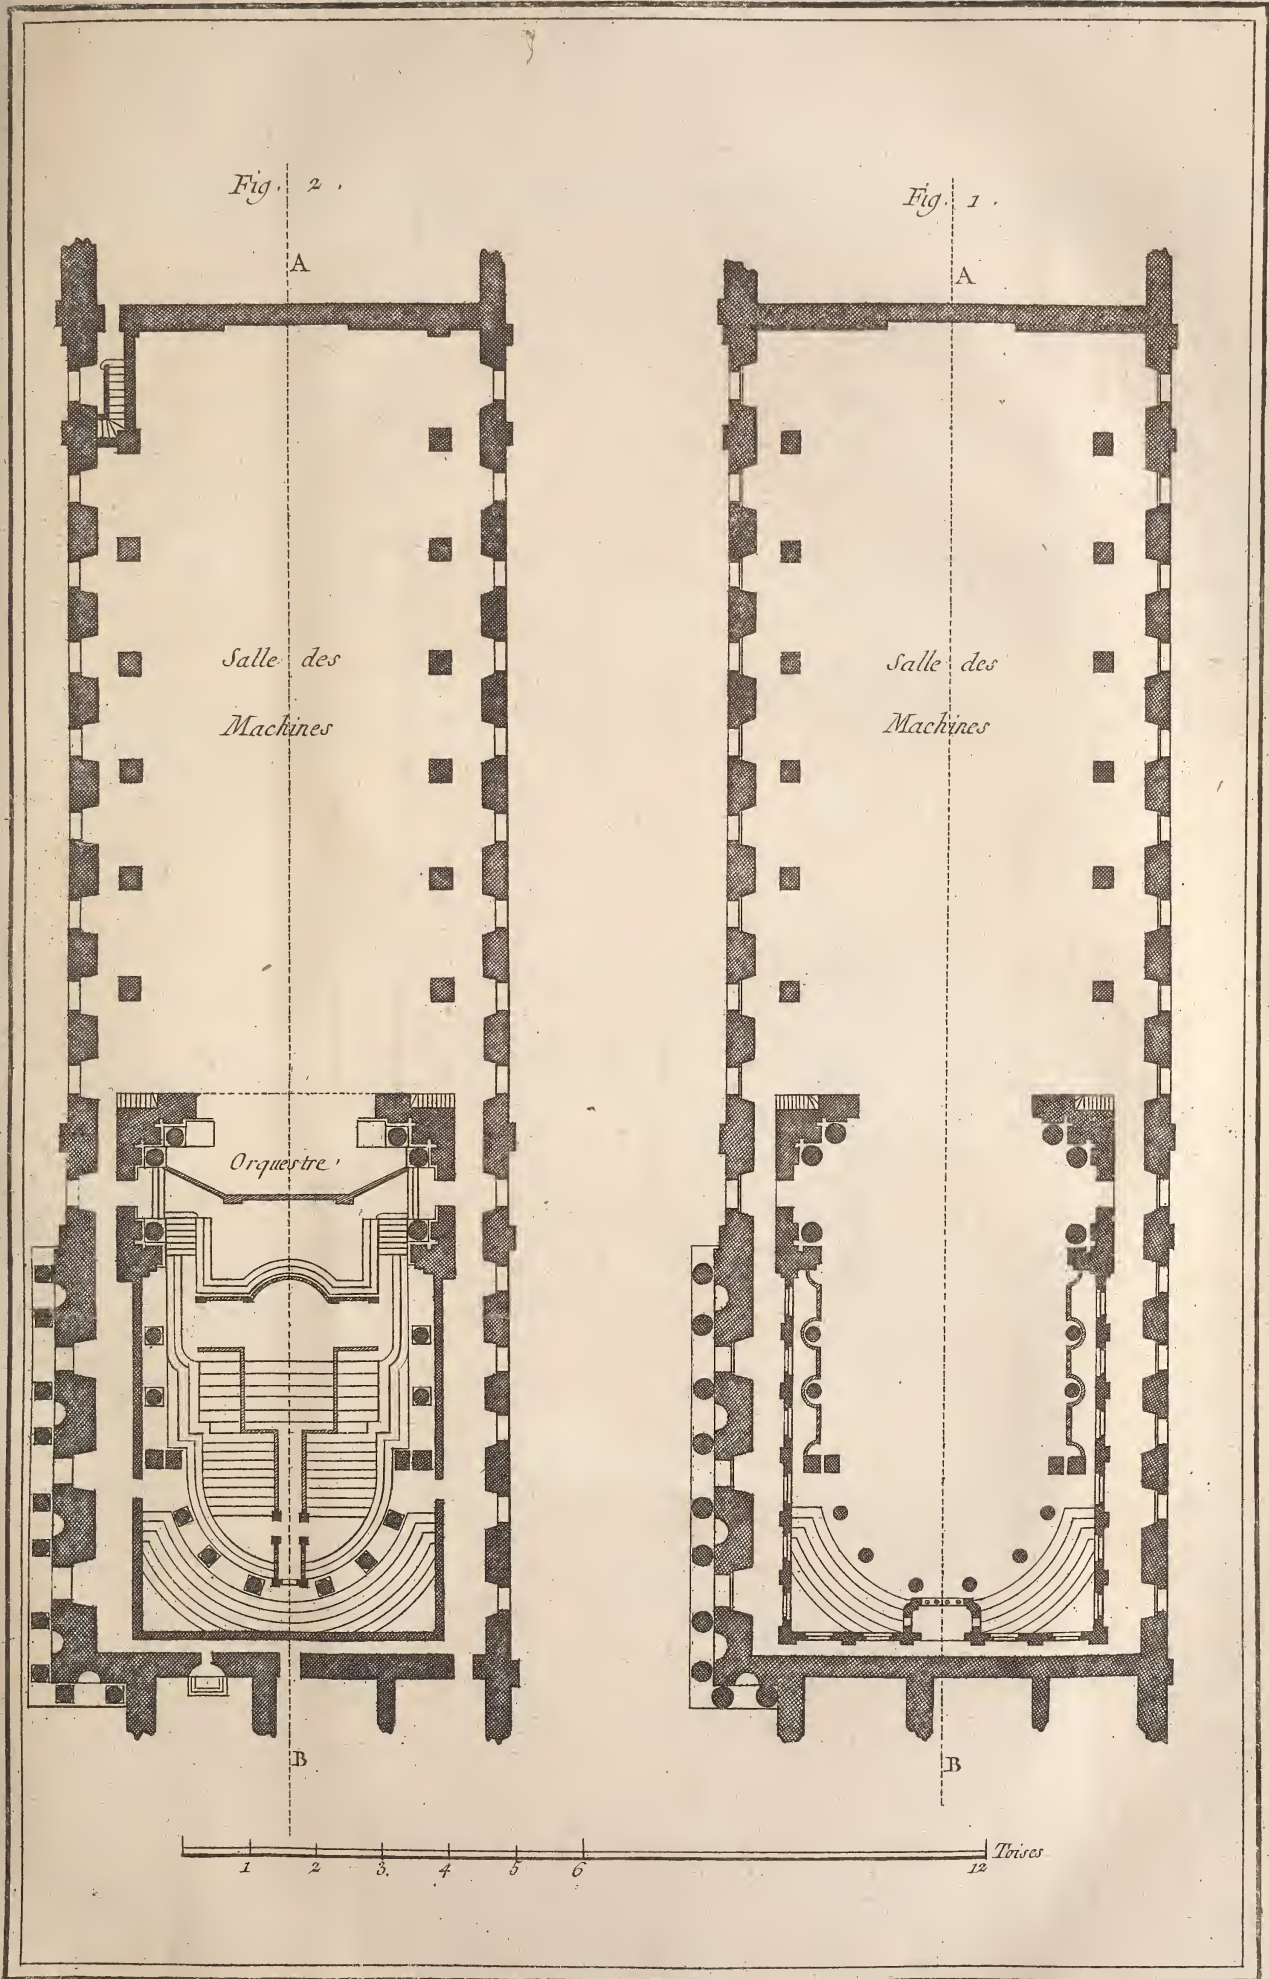 Fig. 2.
A
Salle des
Machines
Orquestre
B
Fig. 1.
A
Salle des
Machines
B
1 2 3. 4 5 6 12 Toises